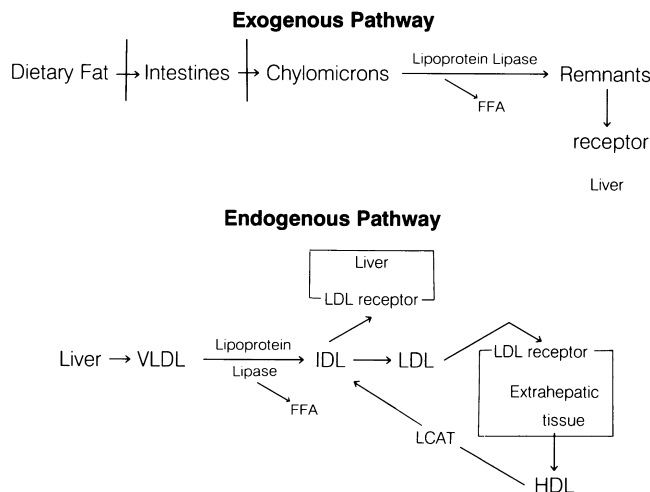 Exogenous Pathway
Dietary Fat Intestines Chylomicrons Lipoprotein Lipase Remnants
FFA
receptor
Liver
Endogenous Pathway
Liver
LDL receptor
Liver VLDL Lipoprotein IDL LDL LDL receptor
Lipase
FFA
Extrahepatic
tissue
LCAT
HDL